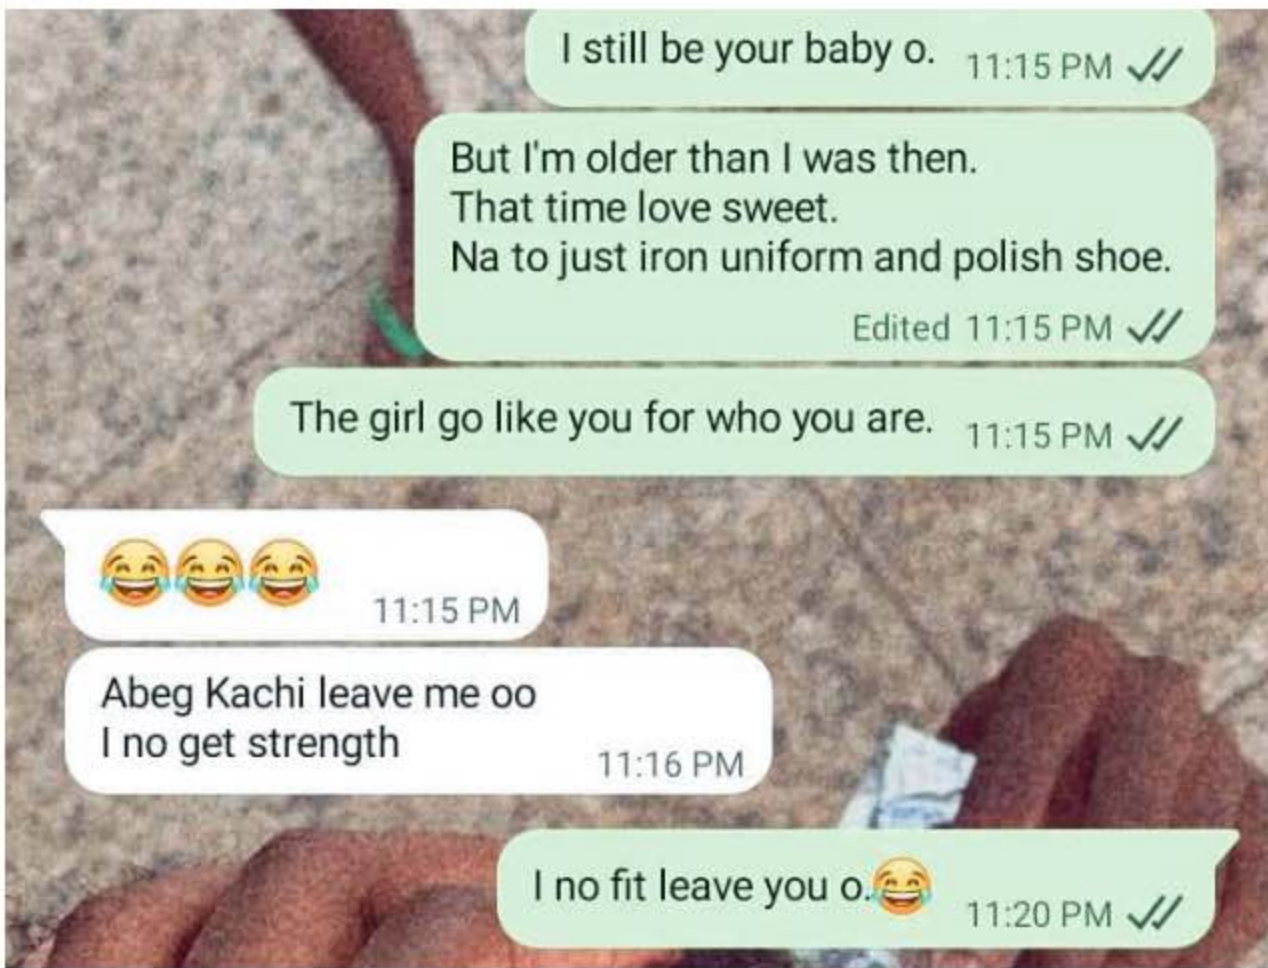 I still be your baby o.
11:15 PM
But I'm older than I was then.
That time love sweet.
Na to just iron uniform and polish shoe.
Edited 11:15 PM
The girl go like you for who you are.
11:15 PM
😂😂😂
11:15 PM
Abeg Kachi leave me oo
I no get strength
11:16 PM
I no fit leave you o.😂
11:20 PM